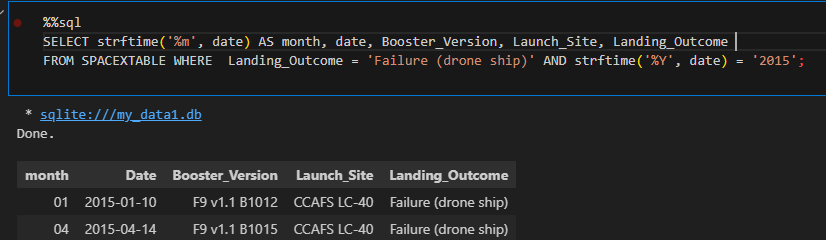 %%sql
SELECT strftime('%m', date) AS month, date, Booster_Version, Launch_Site, Landing_Outcome
FROM SPACEXTABLE WHERE  Landing_Outcome = 'Failure (drone ship)' AND strftime('%Y', date) = '2015';
* sqlite:///my_data1.db
Done.
month Date Booster_Version Launch_Site Landing_Outcome
01 2015-01-10 F9 v1.1 B1012 CCAFS LC-40 Failure (drone ship)
04 2015-04-14 F9 v1.1 B1015 CCAFS LC-40 Failure (drone ship)